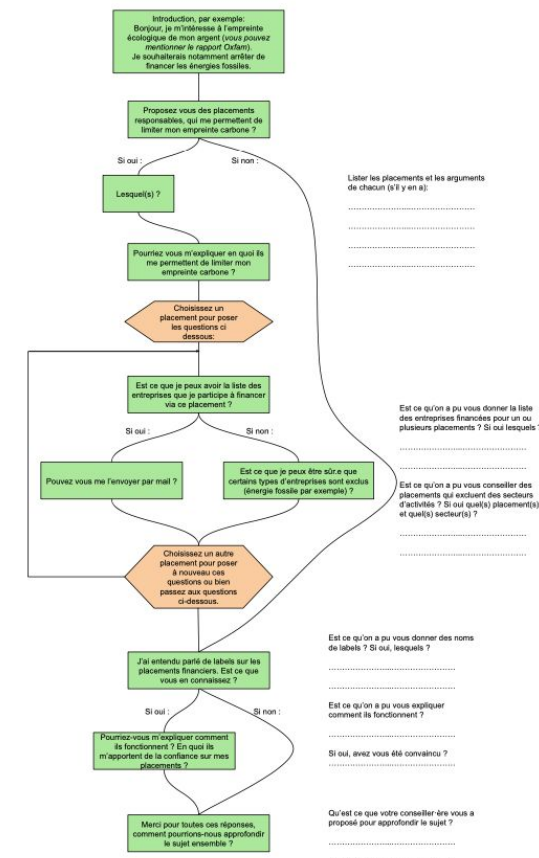 Introduction, par exemple:
Bonjour, je m'intéresse à l'empreinte
écologique de mon argent (vous pouvez
mentionner le rapport Oxfam).
Je souhaiterais notamment arrêter de
financer les énergies fossiles.
Proposez vous des placements
responsables, qui me permettent de
limiter mon empreinte carbone ?
Si oui :
Si non :
Lesquel(s) ?
Lister les placements et les arguments
de chacun (s'il y en a):
Pourriez vous m'expliquer en quoi ils
me permettent de limiter mon
empreinte carbone ?
Choisissez un
placement pour poser
les questions ci
dessous:
Est ce que je peux avoir la liste des
entreprises que je participe à financer
via ce placement ?
Si oui :
Si non :
Est ce qu'on a pu vous donner la liste
des entreprises financées pour un ou
plusieurs placements ? Si oui lesquels ?
Pouvez vous me l'envoyer par mail ?
Est ce que je peux être sûr.e que
certains types d'entreprises sont exclus
(énergie fossile par exemple) ?
Est ce qu'on a pu vous conseiller des
placements qui excluent des secteurs
d'activités ? Si oui quel(s) placement(s)
et quel(s) secteur(s) ?
Choisissez un autre
placement pour poser
à nouveau ces
questions ou bien
passez aux questions
ci-dessous.
J'ai entendu parlé de labels sur les
placements financiers. Est ce que
vous en connaissez ?
Est ce qu'on a pu vous donner des noms
de labels ? Si oui, lesquels ?
Si oui :
Si non :
Est ce qu'on a pu vous expliquer
comment ils fonctionnent ?
Pourriez-vous m'expliquer comment
ils fonctionnent ? En quoi ils
m'apportent de la confiance sur mes
placements ?
Si oui, avez vous été convaincu ?
Merci pour toutes ces réponses,
comment pourrions-nous approfondir
le sujet ensemble ?
Qu'est ce que votre conseiller·ère vous a
proposé pour approfondir le sujet ?